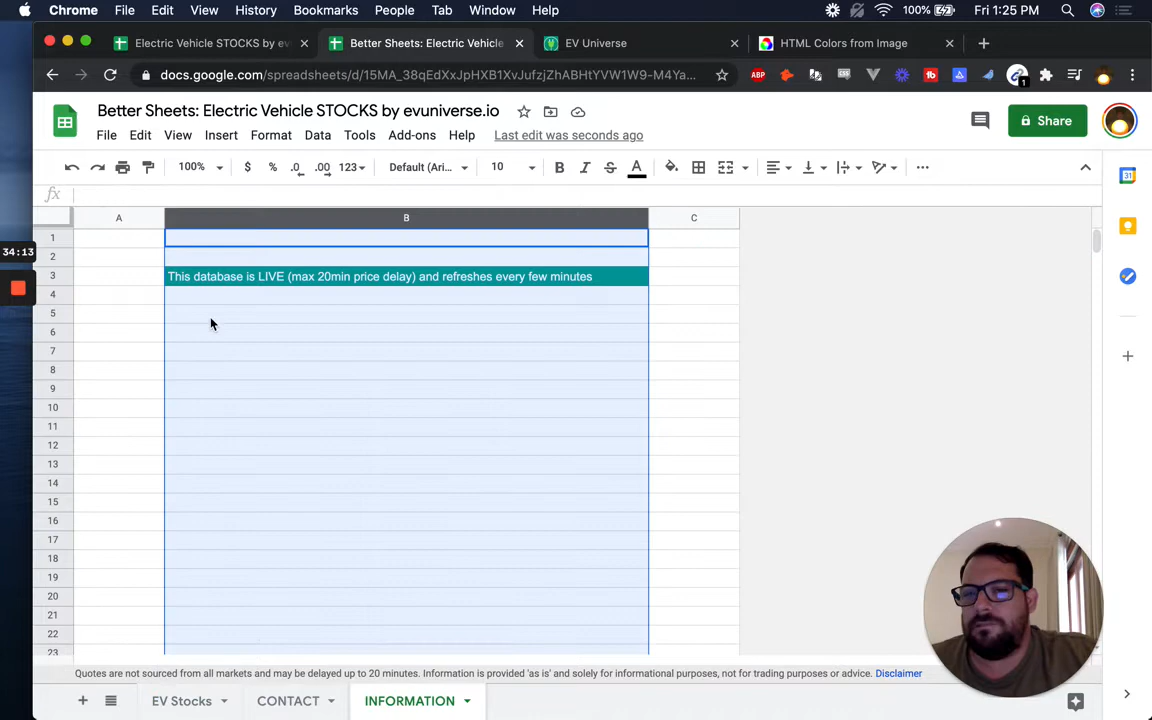 Chrome File Edit View History Bookmarks People Tab Window Help 100% Fri 1:25 PM
Electric Vehicle STOCKS by ev Better Sheets: Electric Vehicle EV Universe HTML Colors from Image
docs.google.com/spreadsheets/d/15MA_38qEdXxJpHXB1XvJufzjZhABHtYVW1W9-M4Ya... ABP 1
Better Sheets: Electric Vehicle STOCKS by evuniverse.io
Share
File Edit View Insert Format Data Tools Add-ons Help Last edit was seconds ago
100% $ % .0 .00 123 Default (Ari... 10 B I S A
31
fx
A B C
34:13
1
2
3 This database is LIVE (max 20min price delay) and refreshes every few minutes
4
5
6
7
8
9
10
11
12
13
14
15
16
17
18
19
20
21
22
23
Quotes are not sourced from all markets and may be delayed up to 20 minutes. Information is provided 'as is' and solely for informational purposes, not for trading purposes or advice. Disclaimer
EV Stocks CONTACT INFORMATION